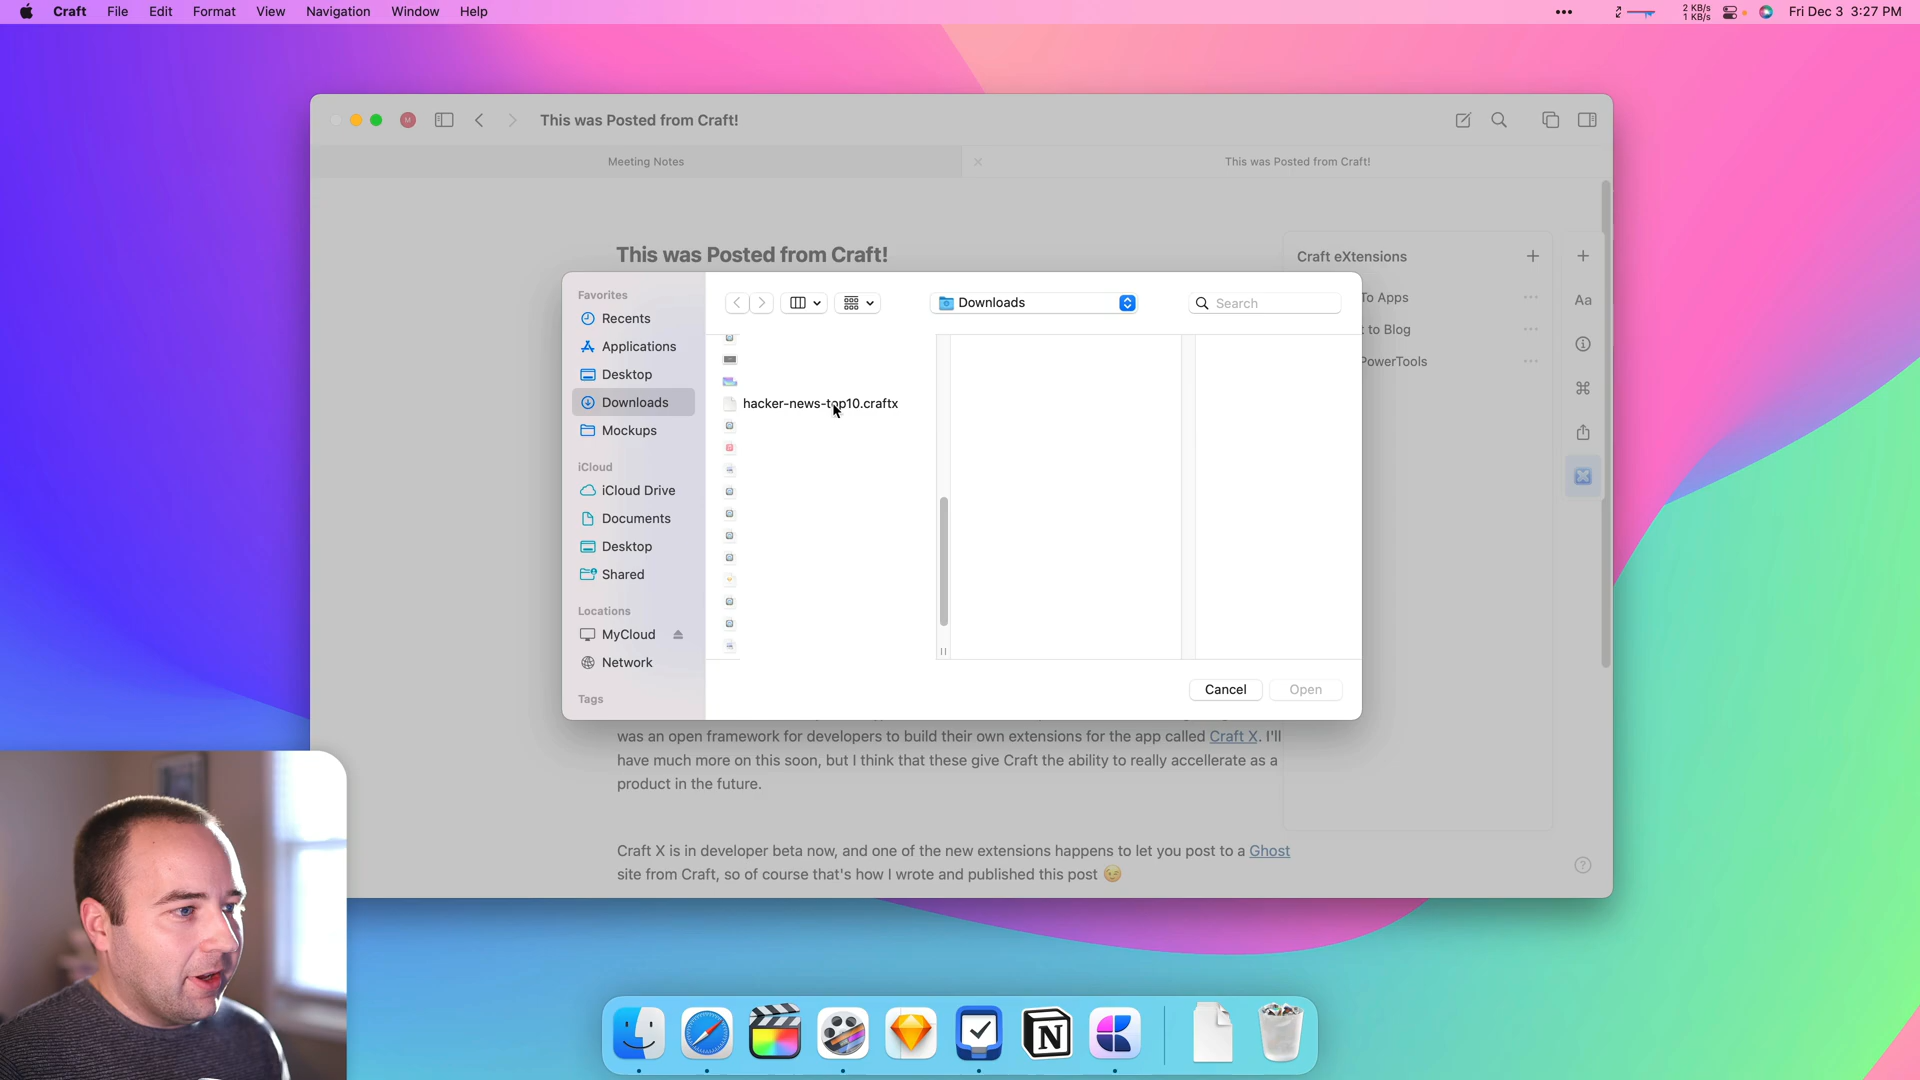 Craft File Edit Format View Navigation Window Help
••• 2 KB/s
1 KB/s Fri Dec 3 3:27 PM
This was Posted from Craft!
Meeting Notes
This was Posted from Craft!
This was Posted from Craft!
Craft eXtensions
To Apps
to Blog
PowerTools
Aa
Favorites
Recents
Applications
Desktop
Downloads
Mockups
iCloud
iCloud Drive
Documents
Desktop
Shared
Locations
MyCloud
Network
Tags
Downloads
Search
hacker-news-top10.craftx
Cancel
Open
was an open framework for developers to build their own extensions for the app called Craft X. I'll
have much more on this soon, but I think that these give Craft the ability to really accellerate as a
product in the future.
Craft X is in developer beta now, and one of the new extensions happens to let you post to a Ghost
site from Craft, so of course that's how I wrote and published this post 😉